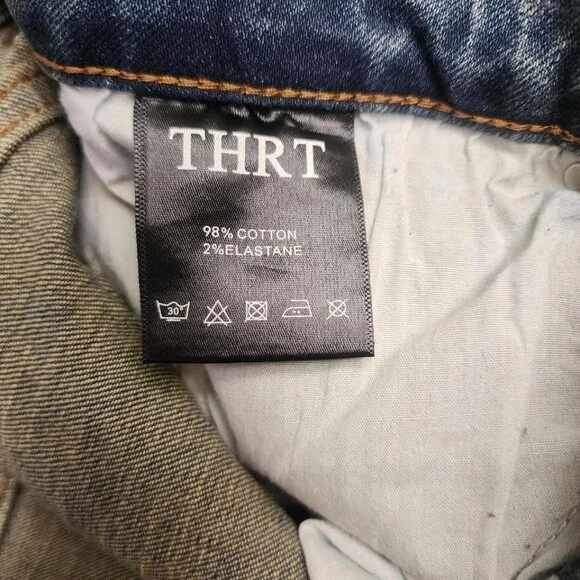 THRT
98% COTTON
2%ELASTANE
30°